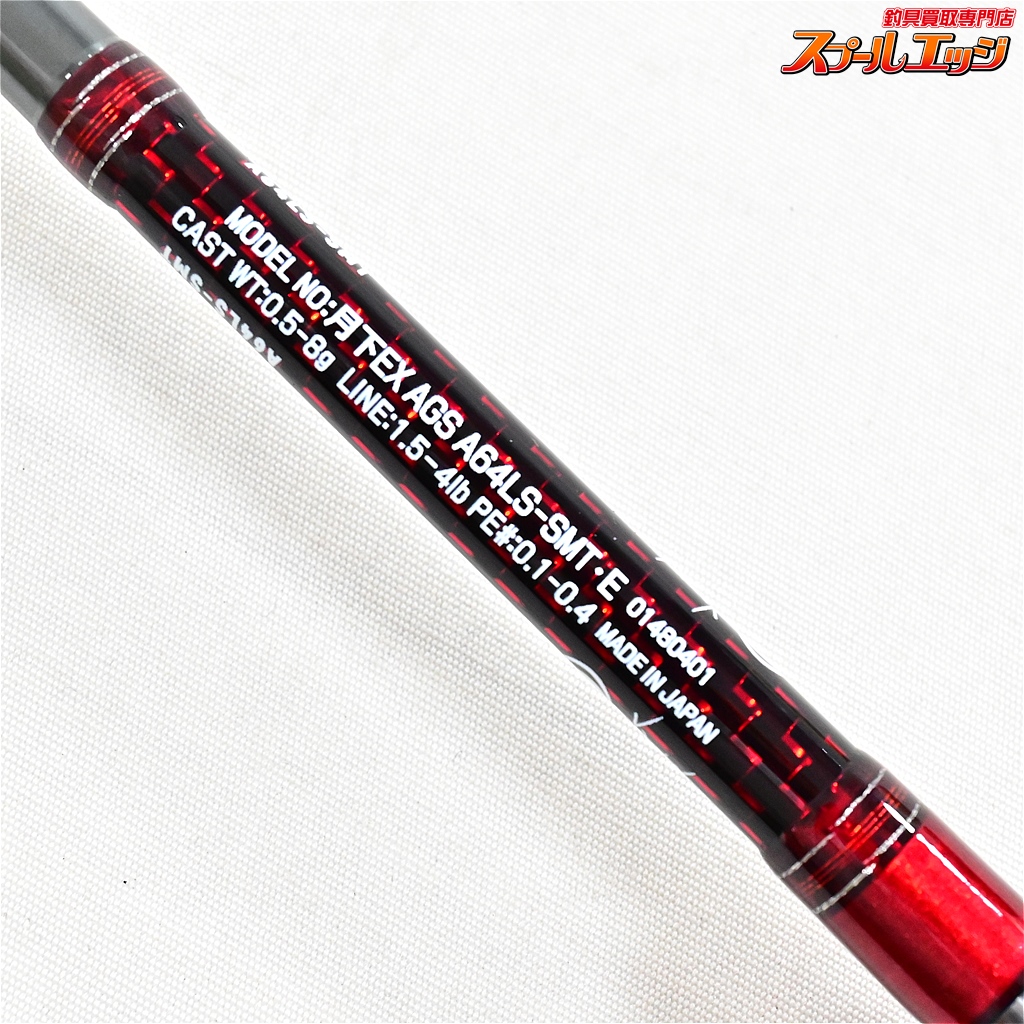 釣具買取専門店
スプールエッジ
MODEL NO:月下EX AGS A64LS-SMT・E 01480401
CAST WT:0.5-8g LINE:1.5-4lb PE#:0.1-0.4 MADE IN JAPAN
A64LS-SMT